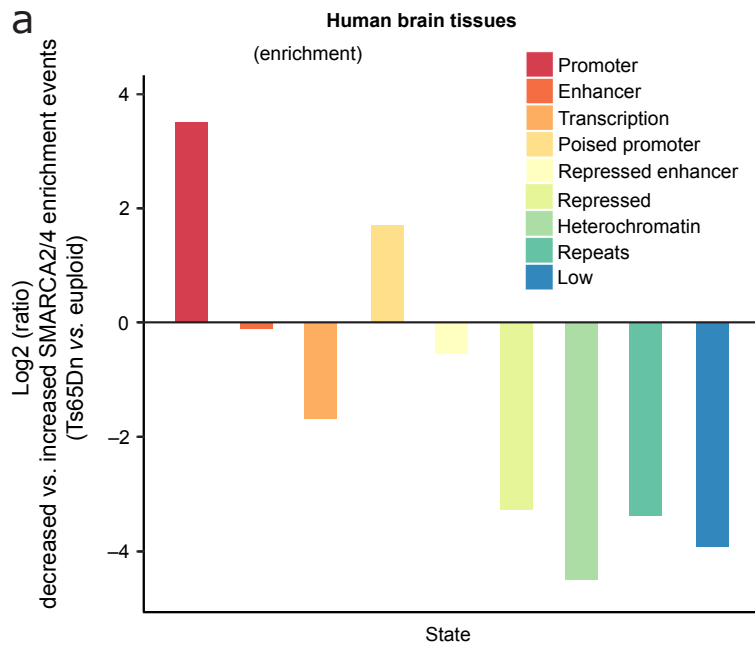 a
Human brain tissues
(enrichment)
Log2 (ratio)
decreased vs. increased SMARCA2/4 enrichment events
(Ts65Dn vs. euploid)
4
2
0
–2
–4
Promoter
Enhancer
Transcription
Poised promoter
Repressed enhancer
Repressed
Heterochromatin
Repeats
Low
State